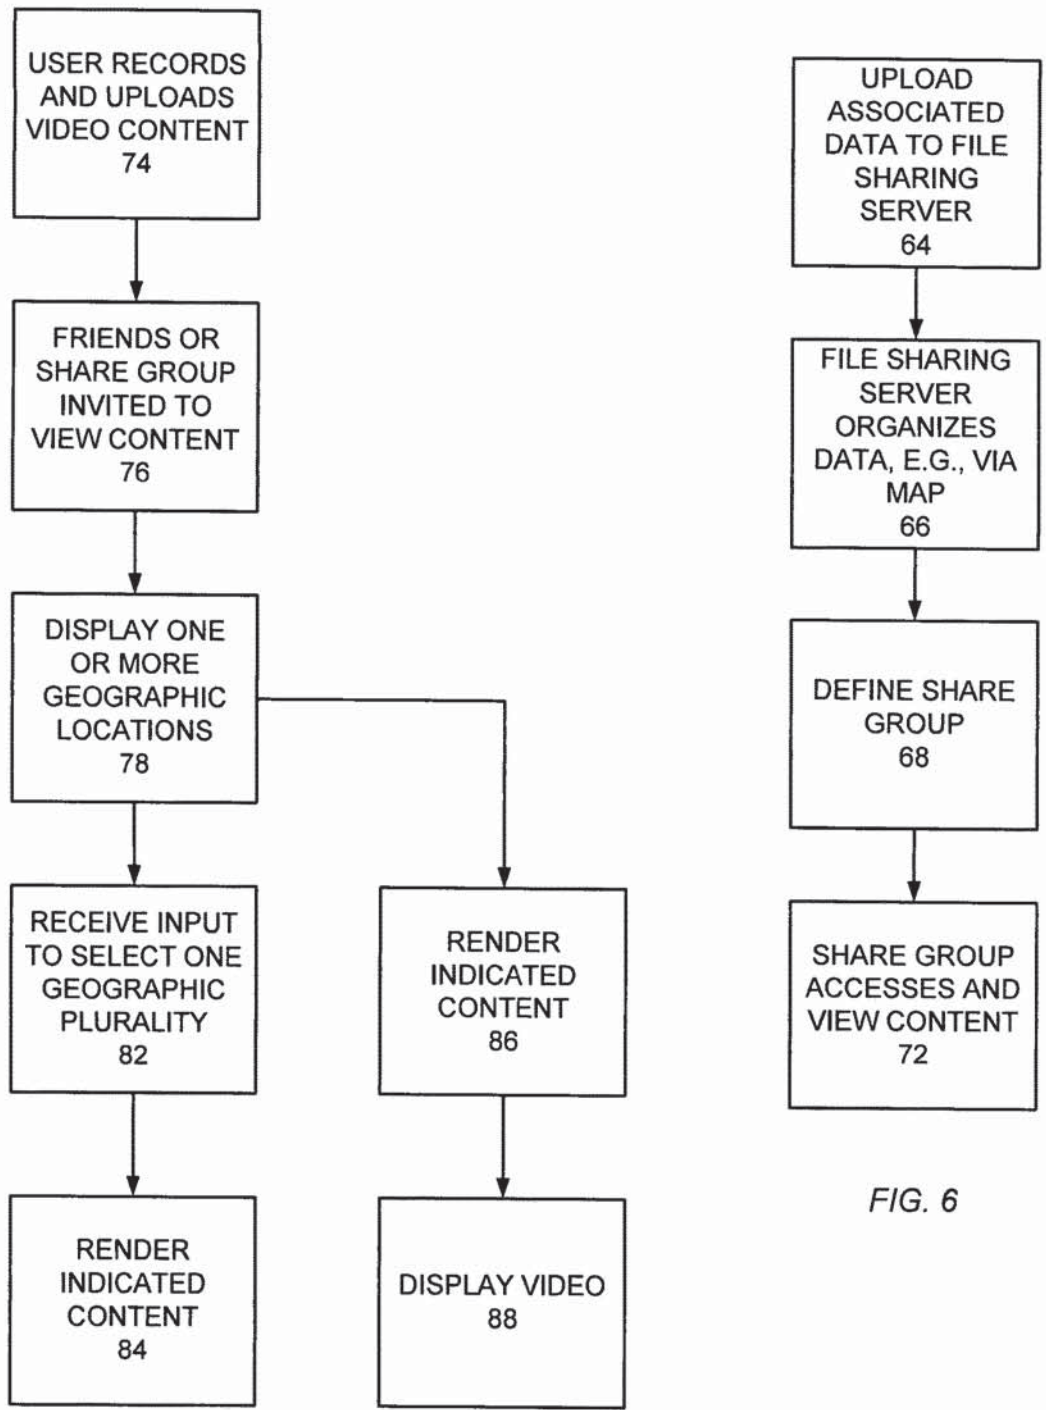 USER RECORDS
AND UPLOADS
VIDEO CONTENT
74
FRIENDS OR
SHARE GROUP
INVITED TO
VIEW CONTENT
76
DISPLAY ONE
OR MORE
GEOGRAPHIC
LOCATIONS
78
RECEIVE INPUT
TO SELECT ONE
GEOGRAPHIC
PLURALITY
82
RENDER
INDICATED
CONTENT
84
RENDER
INDICATED
CONTENT
86
DISPLAY VIDEO
88
UPLOAD
ASSOCIATED
DATA TO FILE
SHARING
SERVER
64
FILE SHARING
SERVER
ORGANIZES
DATA, E.G., VIA
MAP
66
DEFINE SHARE
GROUP
68
SHARE GROUP
ACCESSES AND
VIEW CONTENT
72
FIG. 6